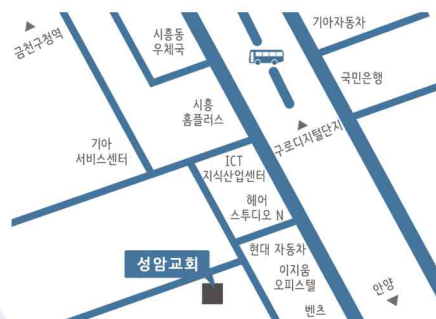 금천구청역
시흥동
우체국
기아자동차
국민은행
시흥
홈플러스
구로디지털단지
기아
서비스센터
ICT
지식산업센터
헤어
스투디오 N
현대 자동차
성암교회
이지움
오피스텔
안양
벤츠